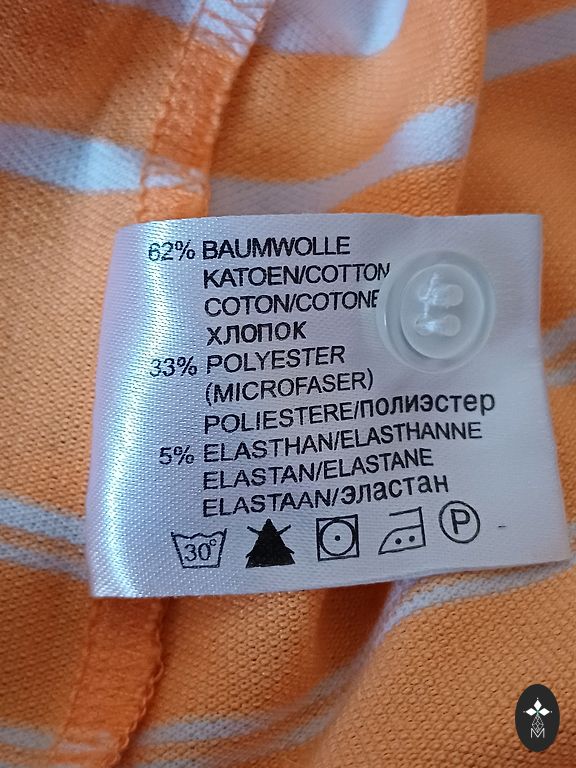 62% BAUMWOLLE
KATOEN/COTTON
COTON/COTONE
ХЛОПОК
33% POLYESTER
(MICROFASER)
POLIESTERE/ПОЛИЭСТЕР
5% ELASTHAN/ELASTHANNE
ELASTAN/ELASTANE
ELASTAAN/ЭЛАСТАН
30° P
M